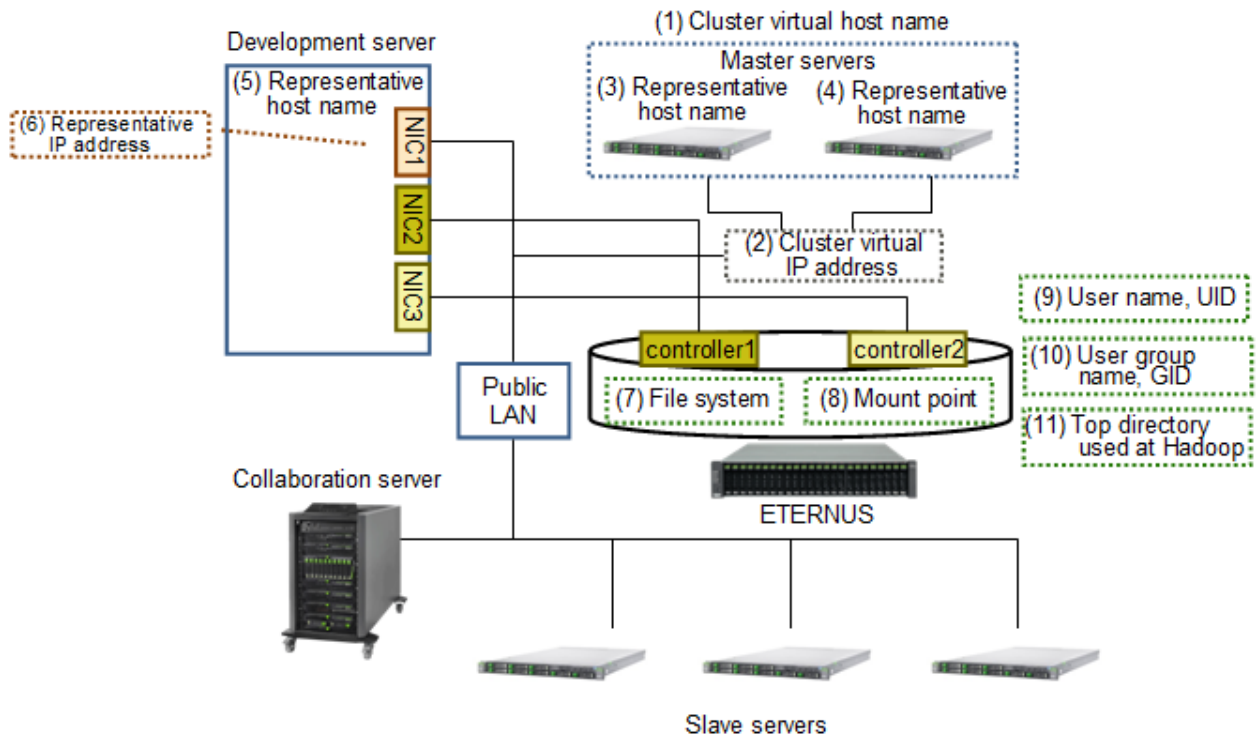 (1) Cluster virtual host name
Development server
Master servers
(5) Representative
host name
(3) Representative
host name
(4) Representative
host name
(6) Representative
IP address
NIC1
NIC2
NIC3
(2) Cluster virtual
IP address
(9) User name, UID
controller1
controller2
(10) User group
name, GID
Public
LAN
(7) File system
(8) Mount point
(11) Top directory
used at Hadoop
Collaboration server
ETERNUS
Slave servers